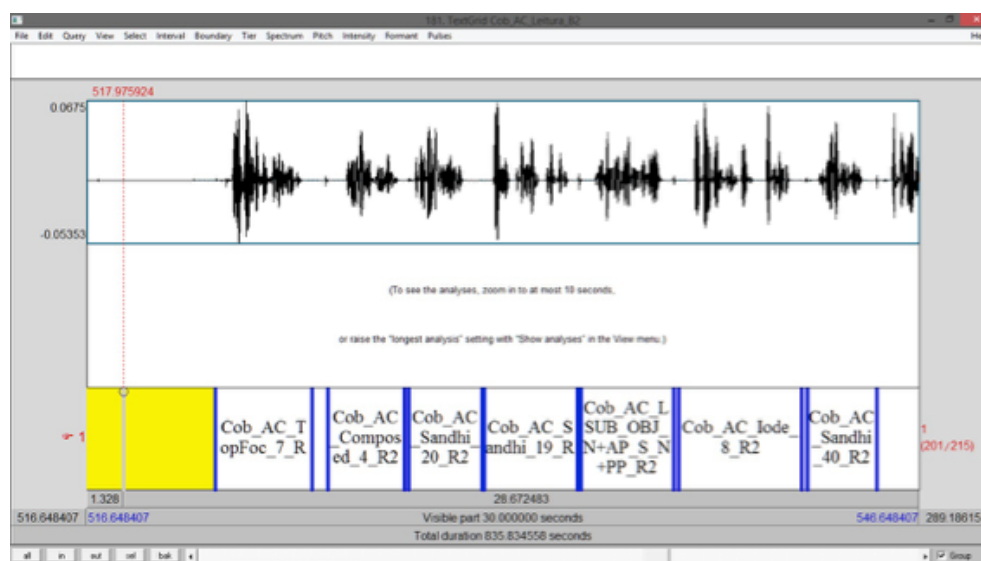 181. TextGrid Cob_AC_Leitura_B2
File Edit Query View Select Interval Boundary Tier Spectrum Pitch Intensity Formant Pulses He
517.975924
0.0675
-0.05353
(To see the analyses, zoom in to at most 10 seconds,
or raise the "longest analysis" setting with "Show analyses" in the View menu.)
1
Cob_AC_T
opFoc_7_R
Cob_AC
_Compos
ed_4_R2
Cob_AC
_Sandhi_
20_R2
Cob_AC_S
andhi_19_R
Cob_AC_L
SUB_OBJ_
N+AP_S_N
+PP_R2
Cob_AC_Iode_
8_R2
Cob_AC
_Sandhi
_40_R2
1
(201/215)
1.328 28.672483
516.648407 516.648407 Visible part 30.000000 seconds 546.648407 289.18615
Total duration 835.834558 seconds
all in out sel bak Group